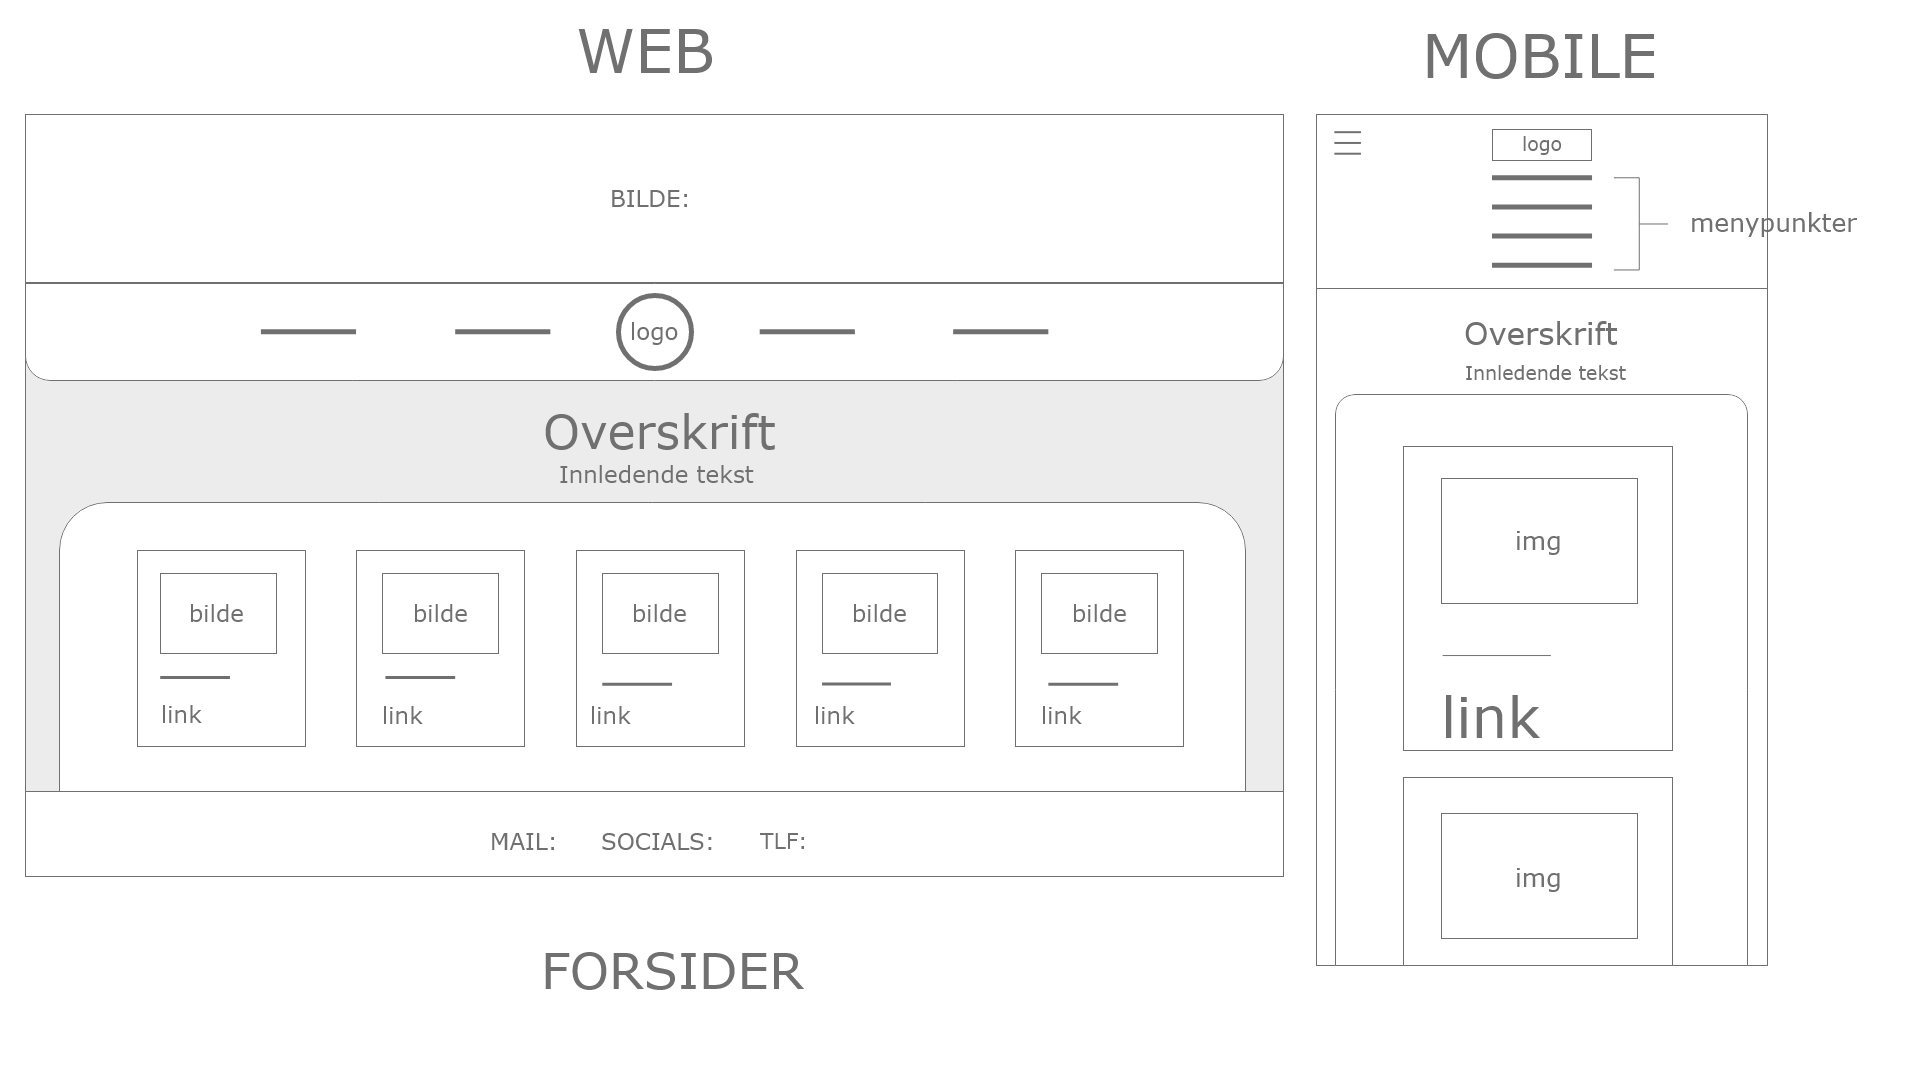 WEB
MOBILE
BILDE:
logo
Overskrift
Innledende tekst
bilde
bilde
bilde
bilde
bilde
link
link
link
link
link
MAIL:
SOCIALS:
TLF:
FORSIDER
logo
menypunkter
Overskrift
Innledende tekst
img
link
img